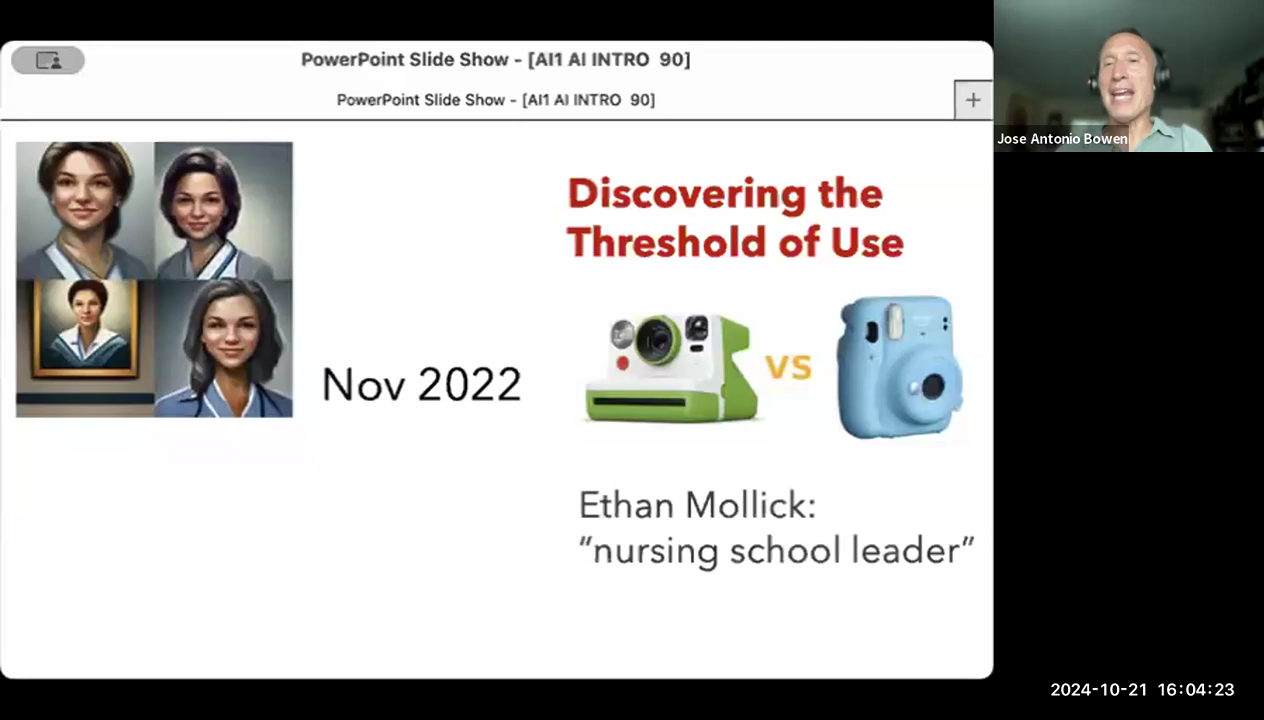 PowerPoint Slide Show - [AI1 AI INTRO 90]
PowerPoint Slide Show - [AI1 AI INTRO 90]
+
Jose Antonio Bowen
Discovering the
Threshold of Use
vs
Nov 2022
Ethan Mollick:
“nursing school leader”
2024-10-21 16:04:23